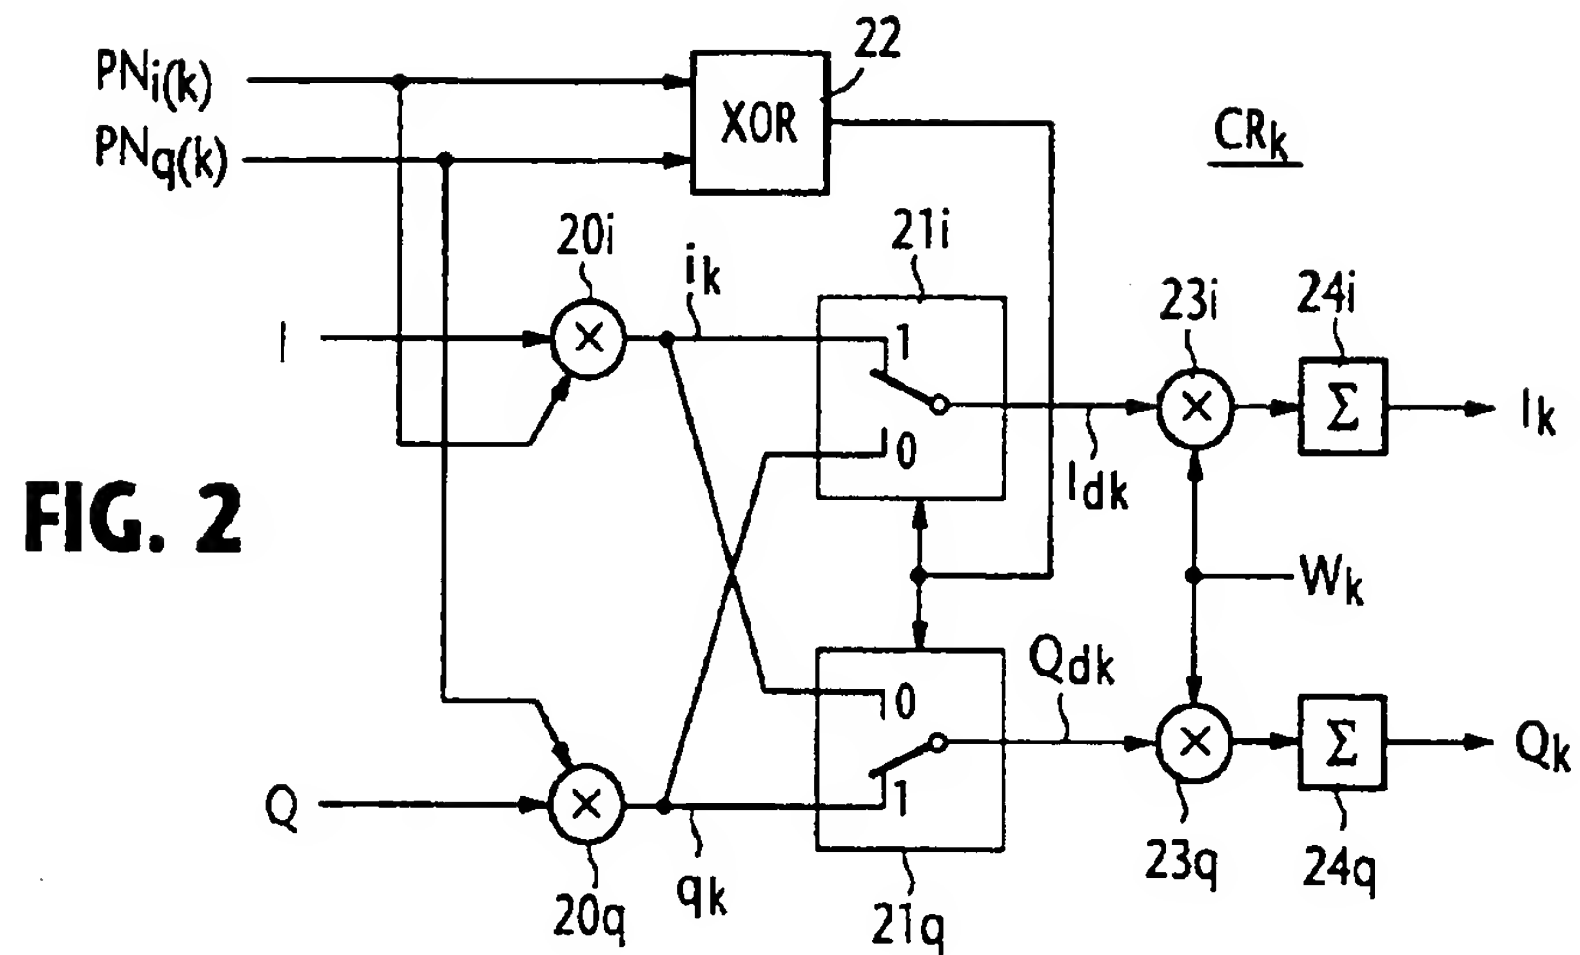 22
PNi(k)
XOR
CRk
PNq(k)
20i
ik
21i
23i
24i
I
×
1
0
×
Σ
Ik
Idk
FIG. 2
Wk
Qdk
0
1
Q
×
×
Σ
Qk
qk
20q
21q
23q
24q